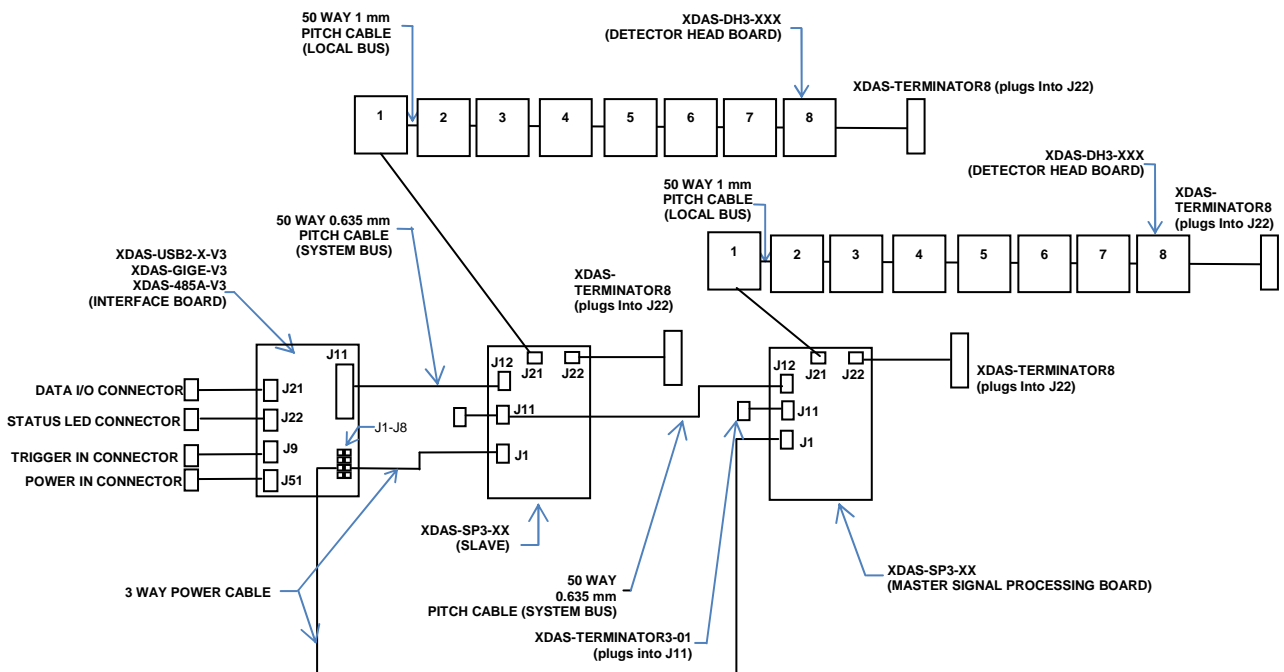 50 WAY 1 mm
PITCH CABLE
(LOCAL BUS)
XDAS-DH3-XXX
(DETECTOR HEAD BOARD)
XDAS-TERMINATOR8 (plugs Into J22)
1
2
3
4
5
6
7
8
XDAS-DH3-XXX
(DETECTOR HEAD BOARD)
50 WAY 1 mm
PITCH CABLE
(LOCAL BUS)
XDAS-
TERMINATOR8
(plugs Into J22)
1
2
3
4
5
6
7
8
50 WAY 0.635 mm
PITCH CABLE
(SYSTEM BUS)
XDAS-USB2-X-V3
XDAS-GIGE-V3
XDAS-485A-V3
(INTERFACE BOARD)
XDAS-
TERMINATOR8
(plugs Into J22)
J11
J21
J22
J9
J51
J1-J8
DATA I/O CONNECTOR
STATUS LED CONNECTOR
TRIGGER IN CONNECTOR
POWER IN CONNECTOR
J12
J21
J22
J11
J1
J12
J21
J22
J11
J1
XDAS-TERMINATOR8
(plugs Into J22)
XDAS-SP3-XX
(SLAVE)
XDAS-SP3-XX
(MASTER SIGNAL PROCESSING BOARD)
3 WAY POWER CABLE
50 WAY
0.635 mm
PITCH CABLE (SYSTEM BUS)
XDAS-TERMINATOR3-01
(plugs into J11)